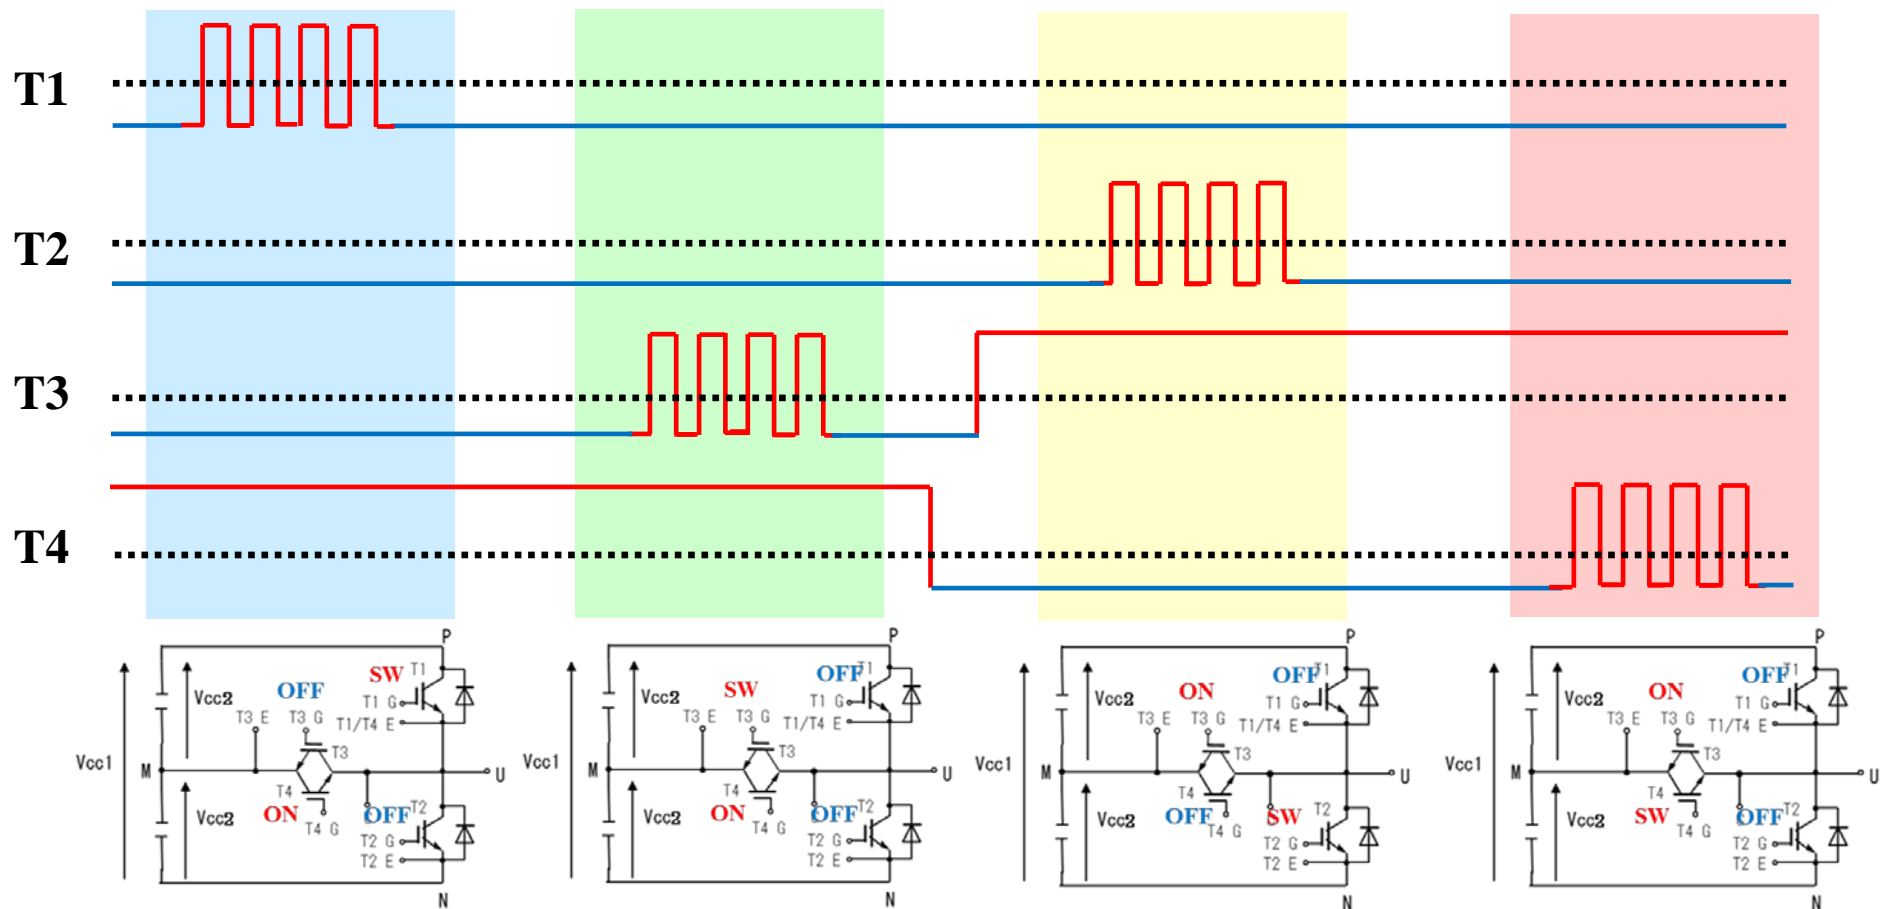 T1
T2
T3
T4
P
SW
T1
OFF
Vcc2
T1 G
T3 E
T3 G
T1/T4 E
T3
Vcc1
M
U
T4
ON
OFF
T2
Vcc2
T4 G
T2 G
T2 E
N
P
OFF
T1
SW
Vcc2
T1 G
T3 E
T3 G
T1/T4 E
T3
Vcc1
M
U
T4
ON
OFF
T2
Vcc2
T4 G
T2 G
T2 E
N
P
OFF
T1
ON
Vcc2
T1 G
T3 E
T3 G
T1/T4 E
T3
Vcc1
M
U
T4
OFF
SW
T2
Vcc2
T4 G
T2 G
T2 E
N
P
OFF
T1
ON
Vcc2
T1 G
T3 E
T3 G
T1/T4 E
T3
Vcc1
M
U
T4
SW
OFF
T2
Vcc2
T4 G
T2 G
T2 E
N